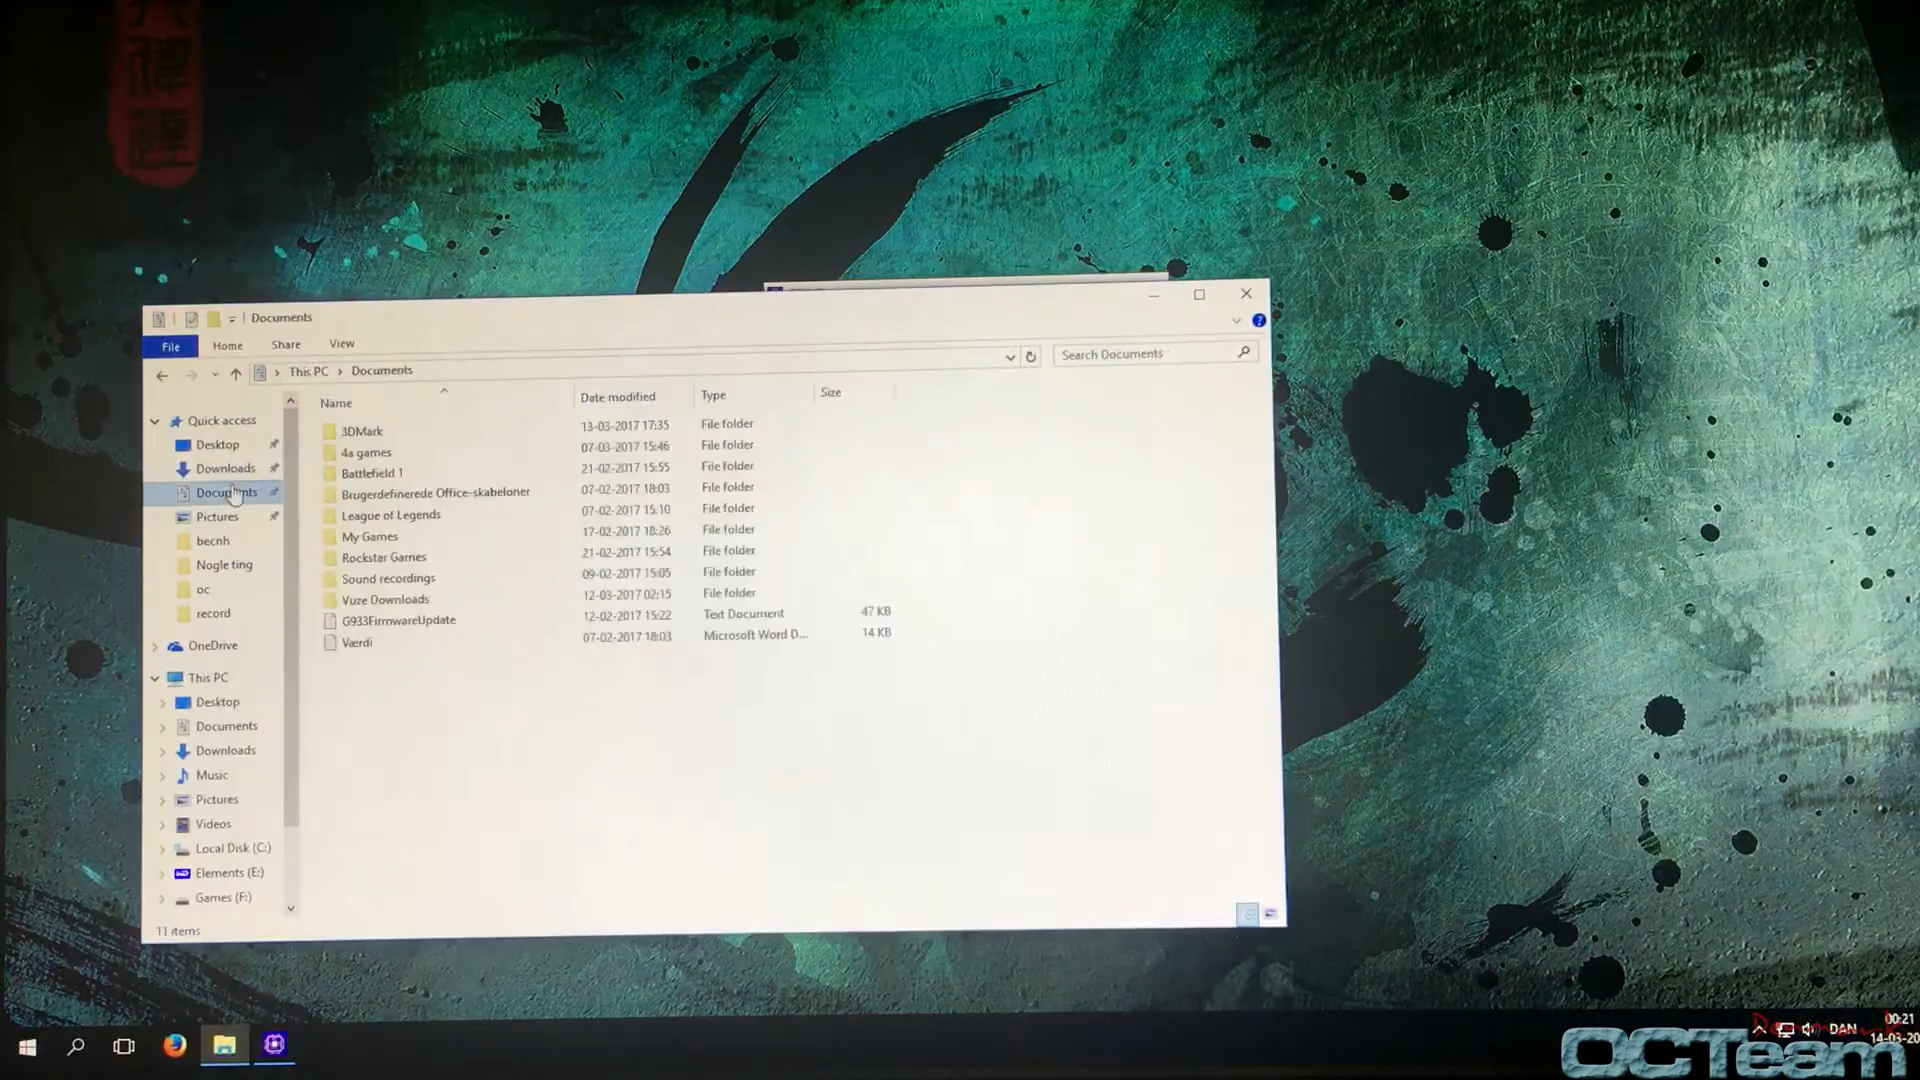 Documents
File Home Share View
This PC > Documents
Search Documents
Name Date modified Type Size
Quick access
Desktop
Downloads
Documents
Pictures
becnh
Nogle ting
oc
record
OneDrive
This PC
Desktop
Documents
Downloads
Music
Pictures
Videos
Local Disk (C:)
Elements (E:)
Games (F:)
3DMark 13-03-2017 17:35 File folder
4a games 07-03-2017 15:46 File folder
Battlefield 1 21-02-2017 15:55 File folder
Brugerdefinerede Office-skabeloner 07-02-2017 18:03 File folder
League of Legends 07-02-2017 15:10 File folder
My Games 17-02-2017 18:26 File folder
Rockstar Games 21-02-2017 15:54 File folder
Sound recordings 09-02-2017 15:05 File folder
Vuze Downloads 12-03-2017 02:15 File folder
G933FirmwareUpdate 12-02-2017 15:22 Text Document 47 KB
Værdi 07-02-2017 18:03 Microsoft Word D... 14 KB
11 items
DAN
00:21
14-03-20
Denmark
OCTeam